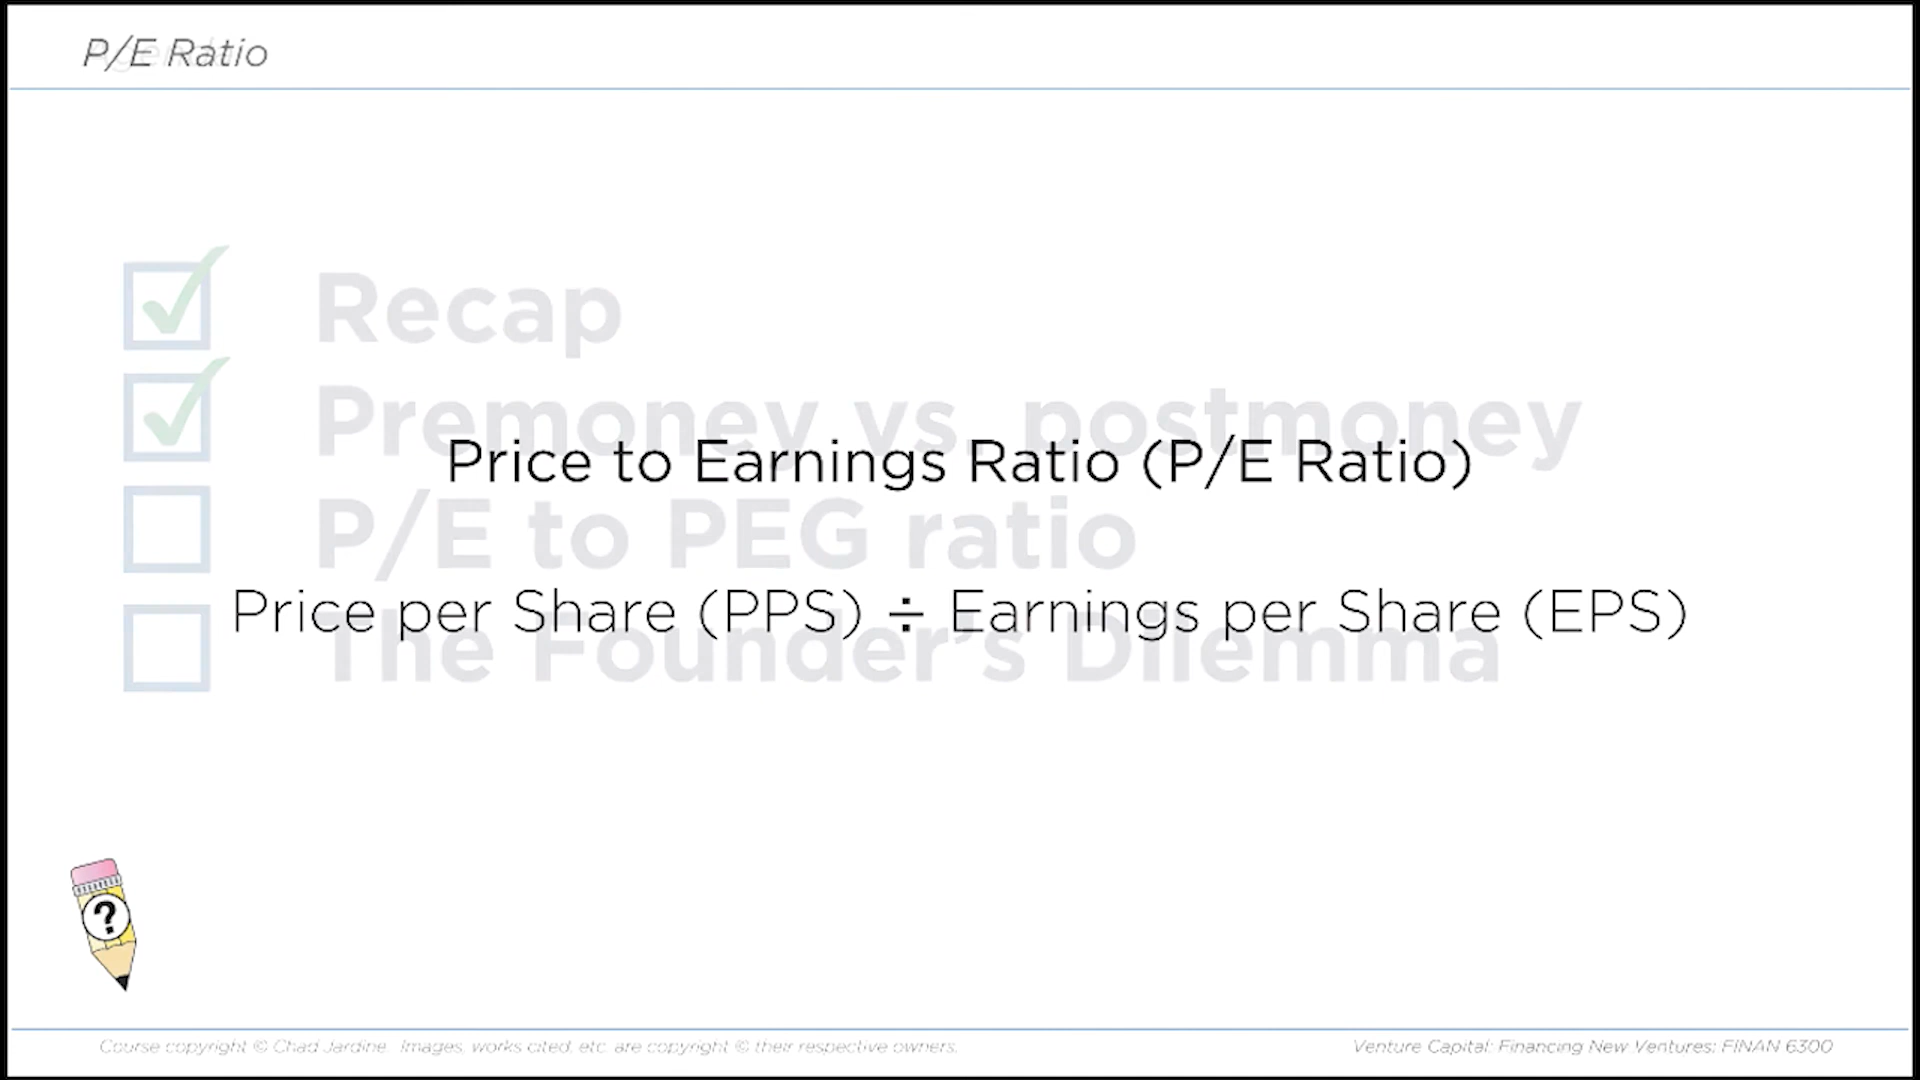 P/E Ratio
Recap
Premoney vs. postmoney
Price to Earnings Ratio (P/E Ratio)
P/E to PEG ratio
Price per Share (PPS) ÷ Earnings per Share (EPS)
The Founder's Dilemma
?
Course copyright © Chad Jardine. Images, works cited, etc. are copyright © their respective owners.
Venture Capital: Financing New Ventures: FINAN 6300